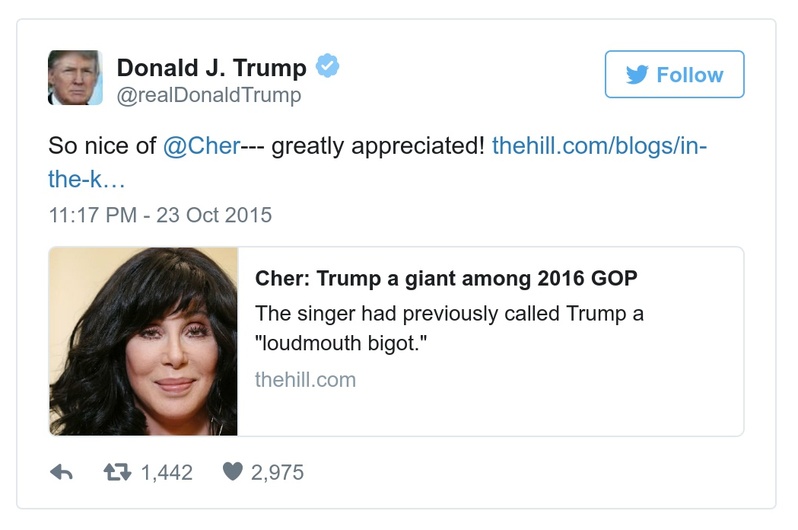 Donald J. Trump
@realDonaldTrump
Follow
So nice of @Cher--- greatly appreciated! thehill.com/blogs/in-
the-k…
11:17 PM - 23 Oct 2015
Cher: Trump a giant among 2016 GOP
The singer had previously called Trump a
"loudmouth bigot."
thehill.com
1,442 2,975